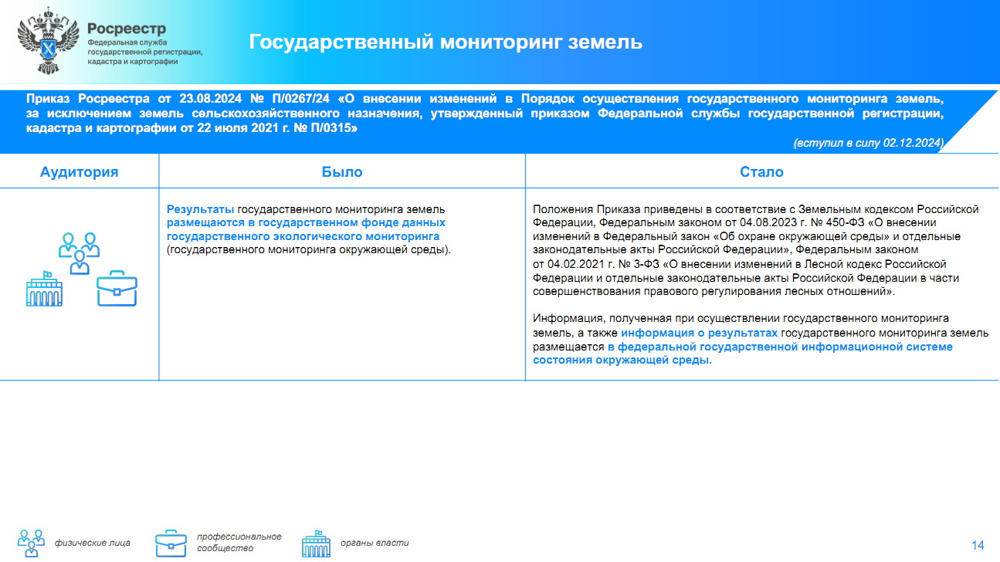 Росреестр
Федеральная служба
государственной регистрации,
кадастра и картографии
Государственный мониторинг земель
Приказ Росреестра от 23.08.2024 № П/0267/24 «О внесении изменений в Порядок осуществления государственного мониторинга земель,
за исключением земель сельскохозяйственного назначения, утвержденный приказом Федеральной службы государственной регистрации,
кадастра и картографии от 22 июля 2021 г. № П/0315»
(вступил в силу 02.12.2024)
Аудитория
Было
Стало
Результаты государственного мониторинга земель
размещаются в государственном фонде данных
государственного экологического мониторинга
(государственного мониторинга окружающей среды).
Положения Приказа приведены в соответствие с Земельным кодексом Российской
Федерации, Федеральным законом от 04.08.2023 г. № 450-ФЗ «О внесении
изменений в Федеральный закон «Об охране окружающей среды» и отдельные
законодательные акты Российской Федерации», Федеральным законом
от 04.02.2021 г. № 3-ФЗ «О внесении изменений в Лесной кодекс Российской
Федерации и отдельные законодательные акты Российской Федерации в части
совершенствования правового регулирования лесных отношений».
Информация, полученная при осуществлении государственного мониторинга
земель, а также информация о результатах государственного мониторинга земель
размещается в федеральной государственной информационной системе
состояния окружающей среды.
физические лица
профессиональное
сообщество
органы власти
14